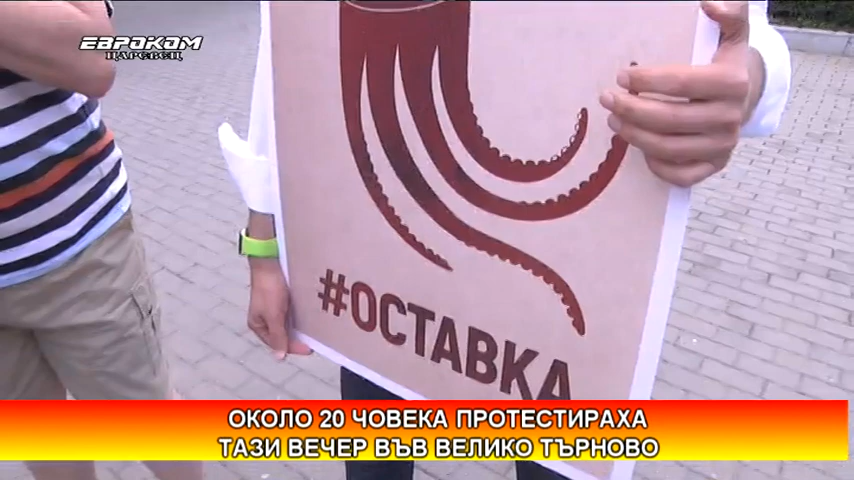 ЕВРОКОМ
ЦАРЕВЕЦ
#ОСТАВКА
ОКОЛО 20 ЧОВЕКА ПРОТЕСТИРАХА
ТАЗИ ВЕЧЕР ВЪВ ВЕЛИКО ТЪРНОВО